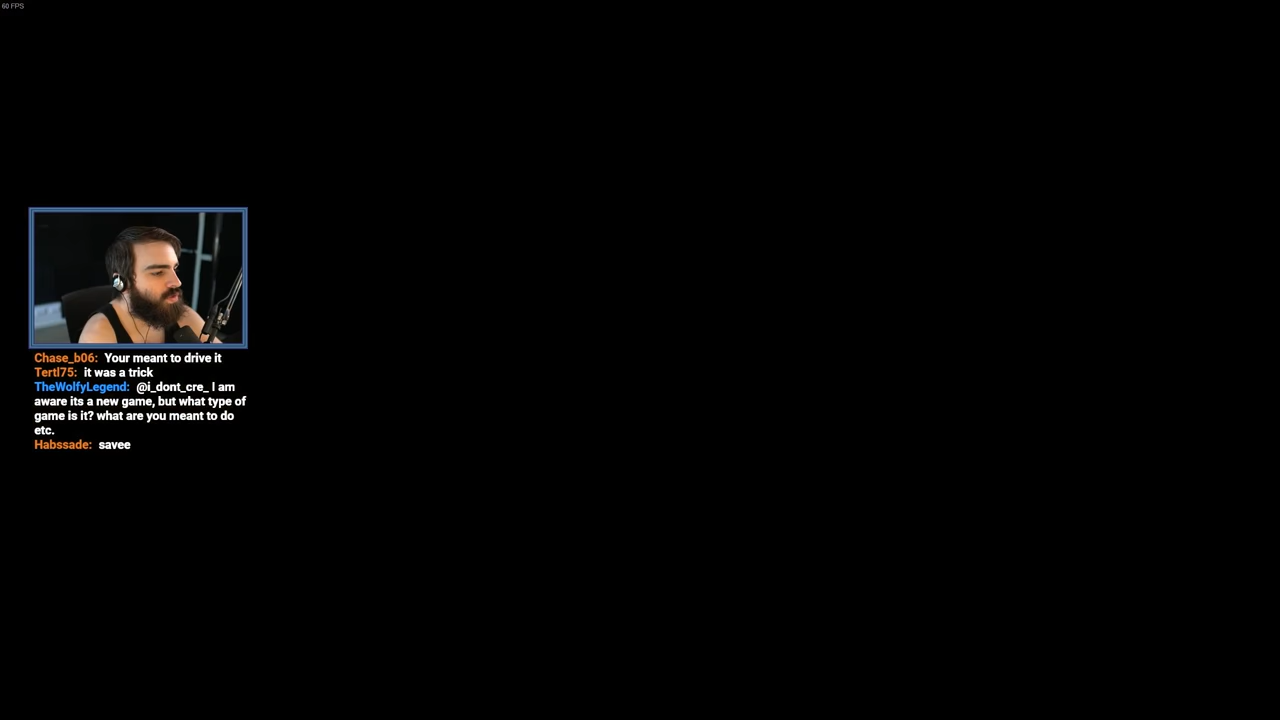 60 FPS
Chase_b06: Your meant to drive it
Tertl75: it was a trick
TheWolfyLegend: @i_dont_cre_ I am
aware its a new game, but what type of
game is it? what are you meant to do
etc.
Habssade: savee